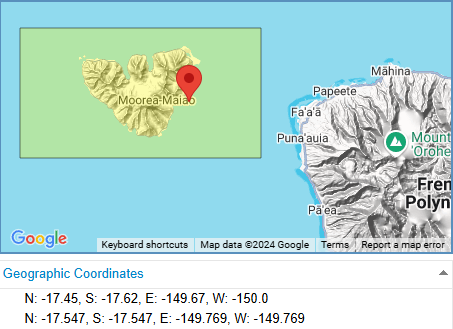 Māhina
Papeete
Moorea-Maiao
Fa'a'ā
Puna'auia
Mount
Orohe
Fren
Polyn
Pā'ea
Google
Keyboard shortcuts Map data ©2024 Google Terms Report a map error
Geographic Coordinates
N: -17.45, S: -17.62, E: -149.67, W: -150.0
N: -17.547, S: -17.547, E: -149.769, W: -149.769